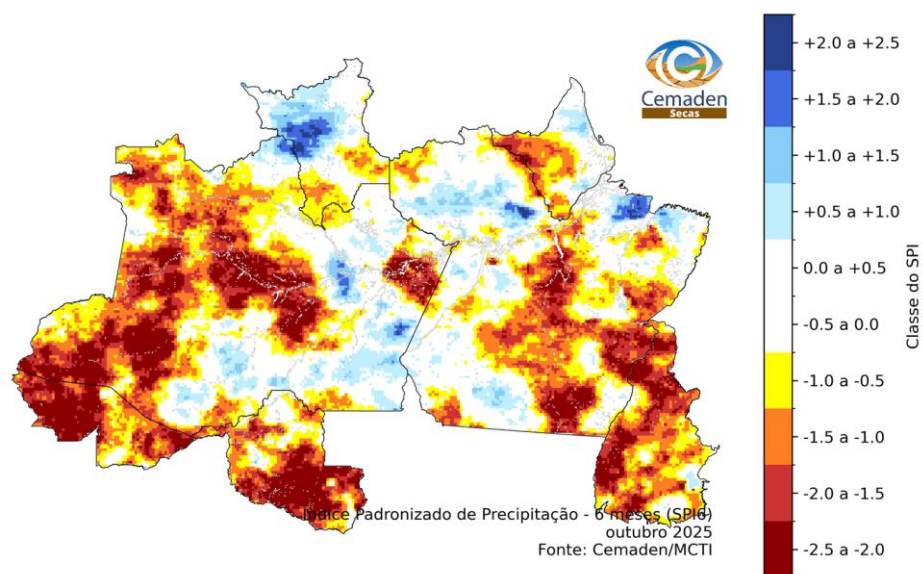 Cemaden
Secas
+2.0 a +2.5
+1.5 a +2.0
+1.0 a +1.5
+0.5 a +1.0
0.0 a +0.5
-0.5 a 0.0
-1.0 a -0.5
-1.5 a -1.0
-2.0 a -1.5
-2.5 a -2.0
Classe do SPI
Índice Padronizado de Precipitação - 6 meses (SPI6)
outubro 2025
Fonte: Cemaden/MCTI